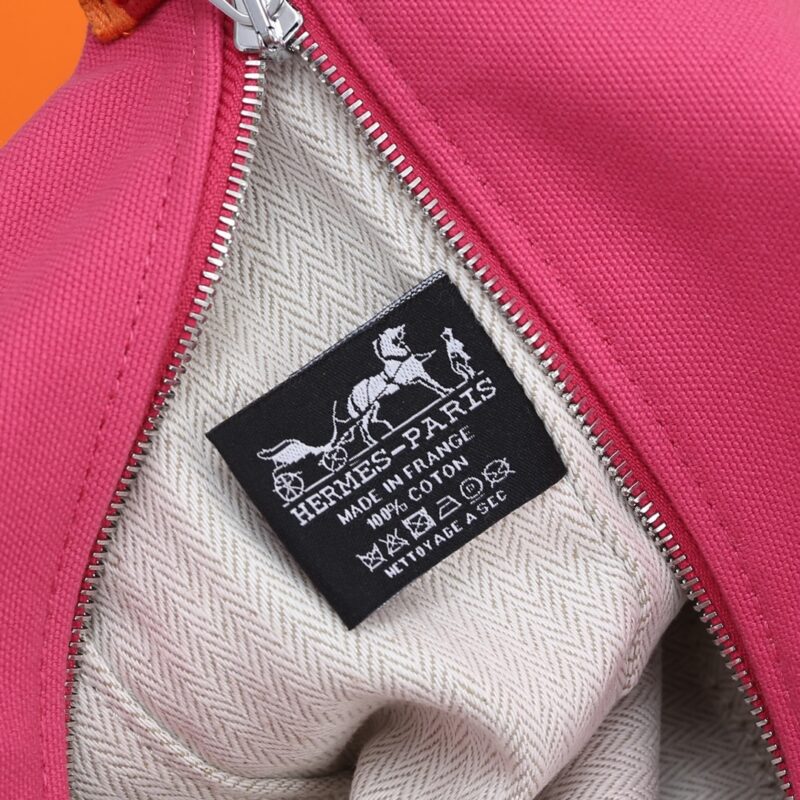 HERMES-PARIS
MADE IN FRANCE
100% COTON
NETTOYAGE A SEC